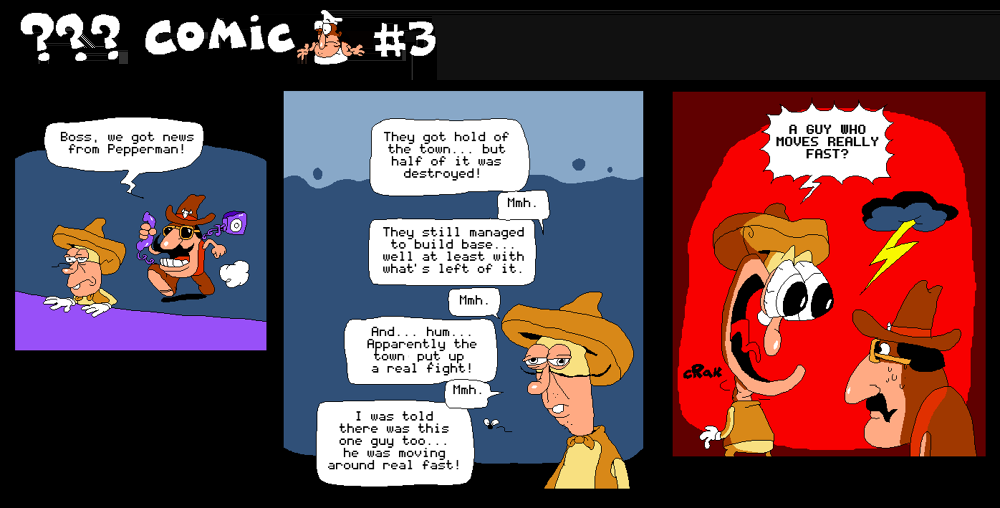 ??? COMIC #3
Boss, we got news
from Pepperman!
They got hold of
the town... but
half of it was
destroyed!
Mmh.
They still managed
to build base...
well at least with
what's left of it.
Mmh.
And... hum...
Apparently the
town put up
a real fight!
Mmh.
I was told
there was this
one guy too...
he was moving
around real fast!
A GUY WHO
MOVES REALLY
FAST?
CRAK